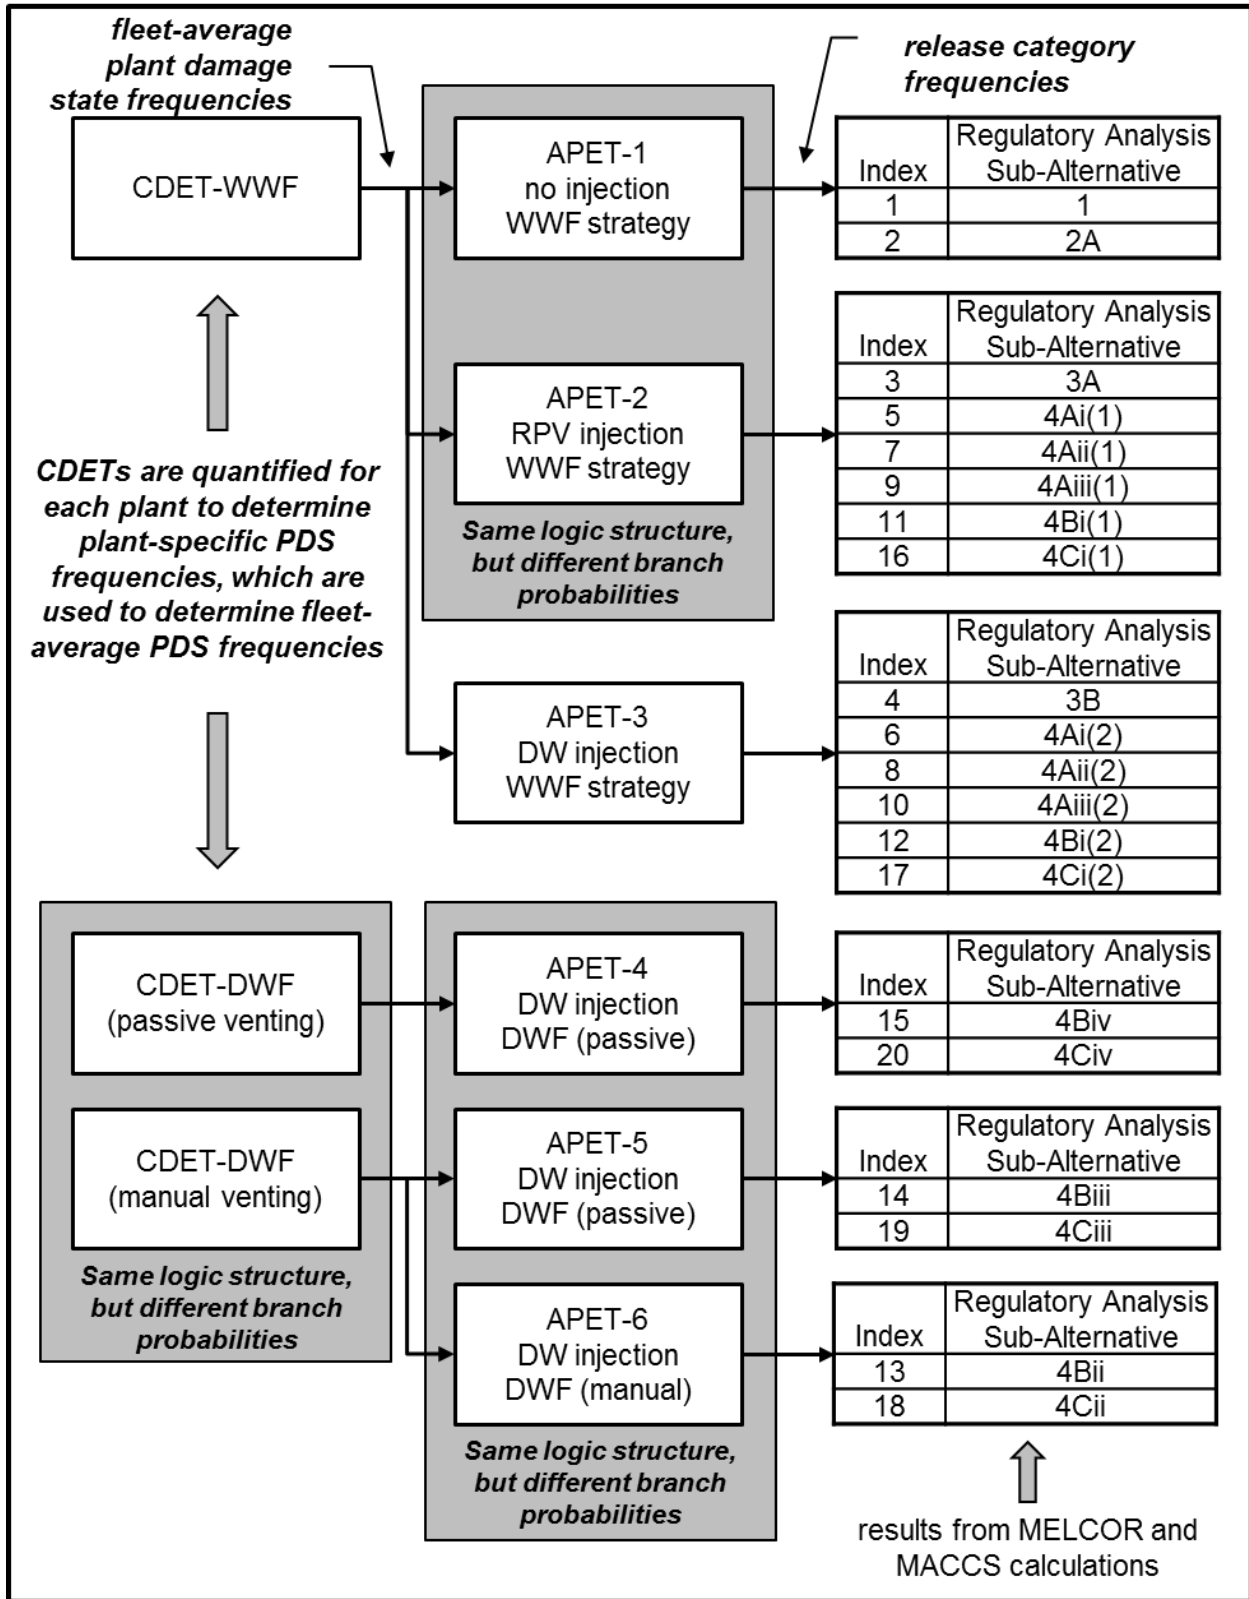 fleet-average
plant damage
state frequencies
release category
frequencies
CDET-WWF
APET-1
no injection
WWF strategy
Index
Regulatory Analysis
Sub-Alternative
1 1
2 2A
CDETs are quantified for
each plant to determine
plant-specific PDS
frequencies, which are
used to determine fleet-
average PDS frequencies
APET-2
RPV injection
WWF strategy
Same logic structure,
but different branch
probabilities
Index
Regulatory Analysis
Sub-Alternative
3 3A
5 4Ai(1)
7 4Aii(1)
9 4Aiii(1)
11 4Bi(1)
16 4Ci(1)
APET-3
DW injection
WWF strategy
Index
Regulatory Analysis
Sub-Alternative
4 3B
6 4Ai(2)
8 4Aii(2)
10 4Aiii(2)
12 4Bi(2)
17 4Ci(2)
CDET-DWF
(passive venting)
APET-4
DW injection
DWF (passive)
Index
Regulatory Analysis
Sub-Alternative
15 4Biv
20 4Civ
CDET-DWF
(manual venting)
Same logic structure,
but different branch
probabilities
APET-5
DW injection
DWF (passive)
Index
Regulatory Analysis
Sub-Alternative
14 4Biii
19 4Ciii
APET-6
DW injection
DWF (manual)
Same logic structure,
but different branch
probabilities
Index
Regulatory Analysis
Sub-Alternative
13 4Bii
18 4Cii
results from MELCOR and
MACCS calculations